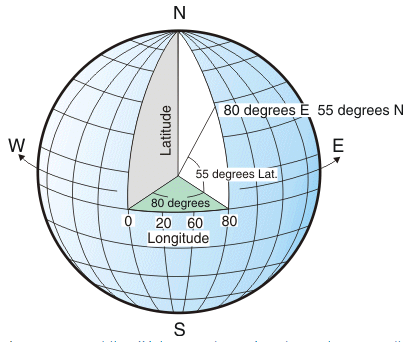 N
80 degrees E 55 degrees N
Latitude
W
E
55 degrees Lat.
80 degrees
0 20 60 80
Longitude
S